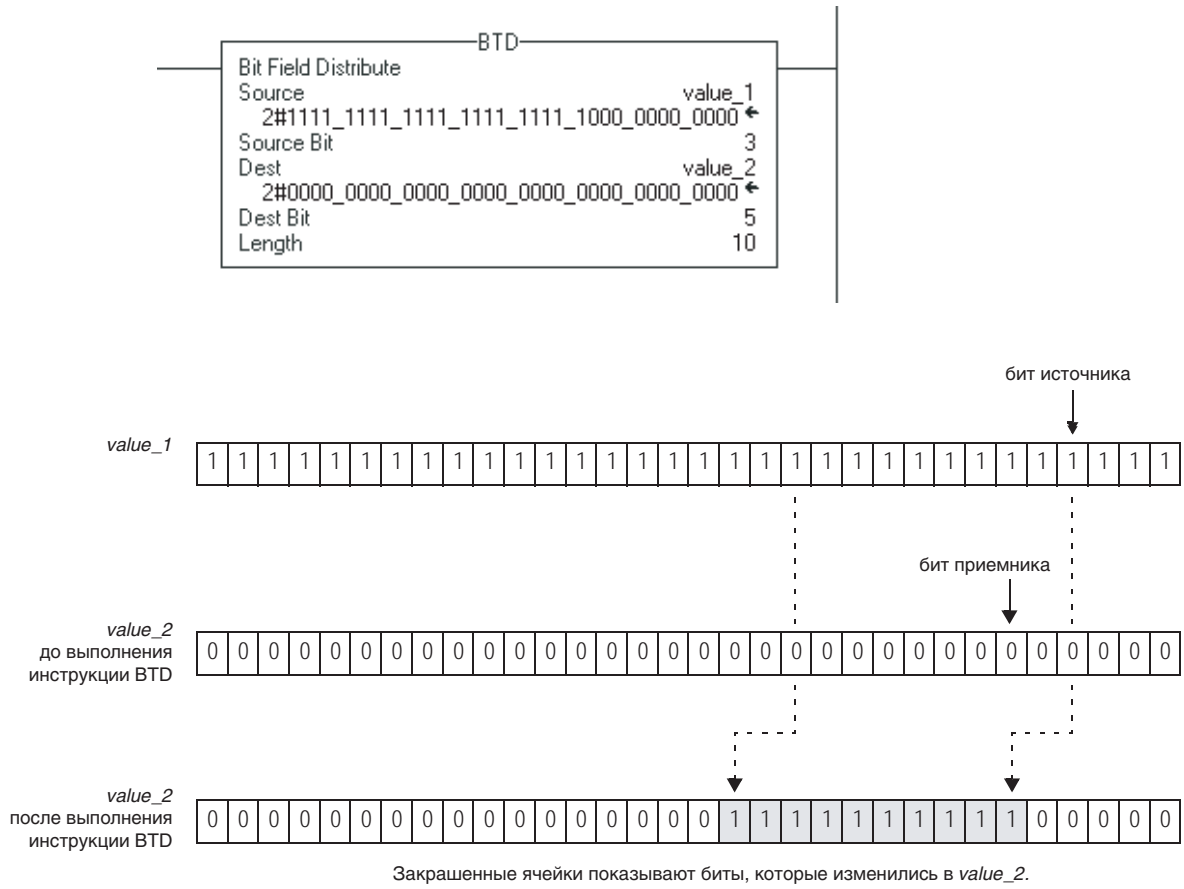 BTD
Bit Field Distribute
Source value_1
2#1111_1111_1111_1111_1111_1000_0000_0000
Source Bit 3
Dest value_2
2#0000_0000_0000_0000_0000_0000_0000_0000
Dest Bit 5
Length 10
бит источника
value_1
1 1 1 1 1 1 1 1 1 1 1 1 1 1 1 1 1 1 1 1 1 1 1 1 1 1 1 1 1 1 1 1
бит приемника
value_2
до выполнения
инструкции BTD
0 0 0 0 0 0 0 0 0 0 0 0 0 0 0 0 0 0 0 0 0 0 0 0 0 0 0 0 0 0 0 0
value_2
после выполнения
инструкции BTD
0 0 0 0 0 0 0 0 0 0 0 0 0 0 0 0 0 1 1 1 1 1 1 1 1 1 1 0 0 0 0 0
Закрашенные ячейки показывают биты, которые изменились в value_2.